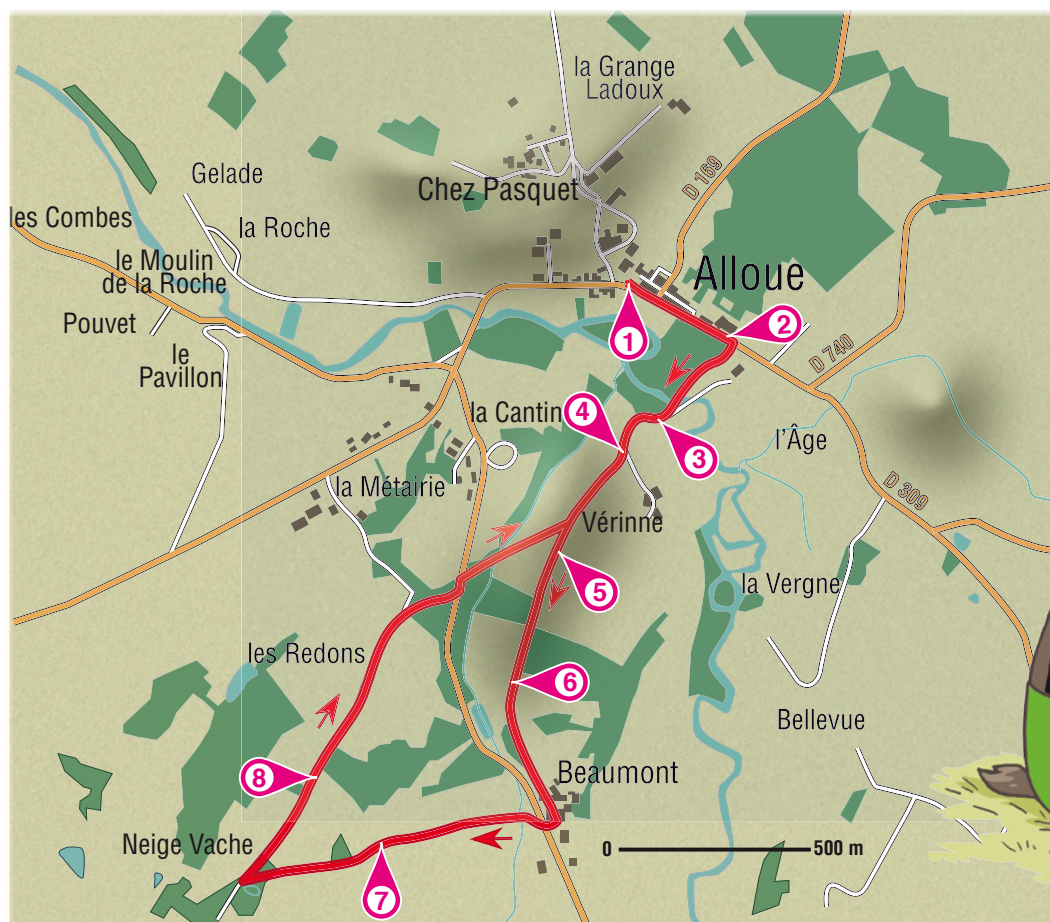 la Grange
Ladoux
Gelade
Chez Pasquet
D 169
les Combes
la Roche
le Moulin
de la Roche
Alloue
Pouvet
1
2
le
Pavillon
D 740
la Cantin
4
l'Âge
3
la Métairie
D 309
Vérinne
5
la Vergne
les Redons
6
Bellevue
8
Beaumont
Neige Vache
0
500 m
7